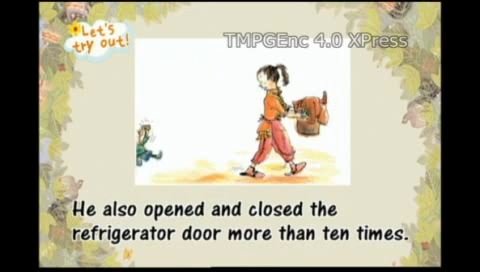 Let's
try out!
TMPGEnc 4.0 XPress
He also opened and closed the
refrigerator door more than ten times.